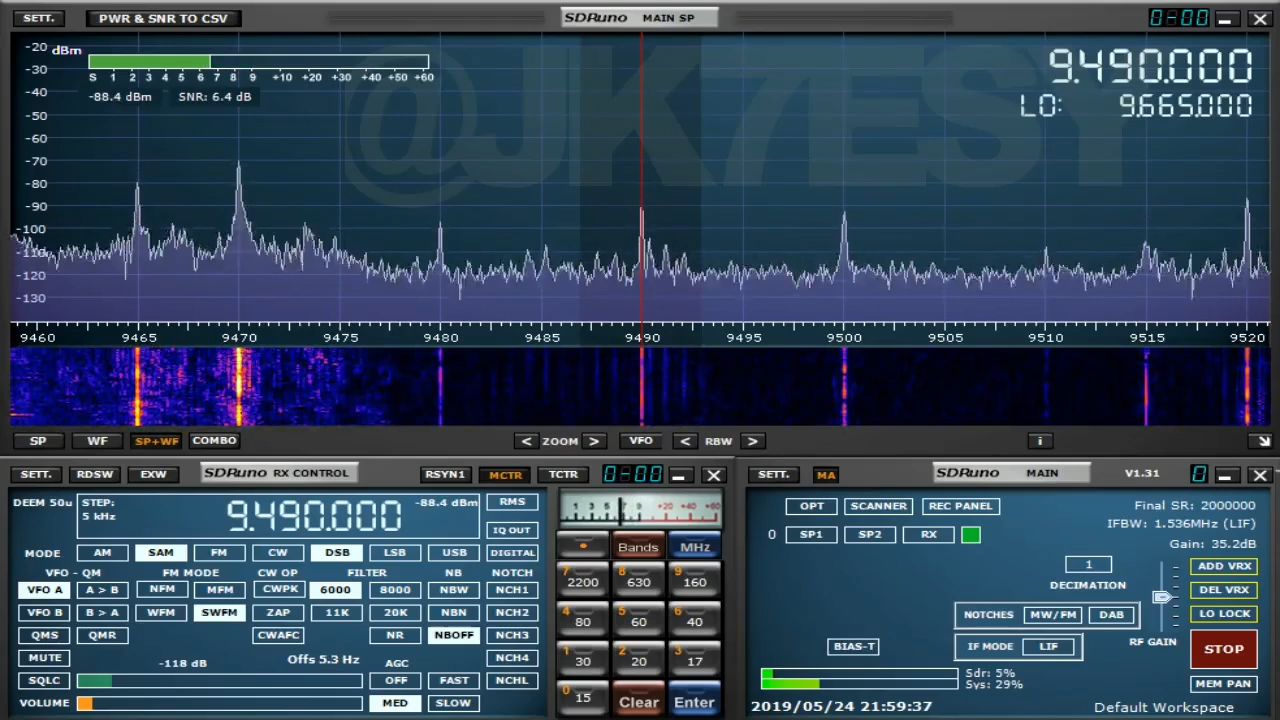 SETT. PWR & SNR TO CSV SDRuno MAIN SP 0-00
@JK7ESY
-20 dBm
-30
-40
-50
-60
-70
-80
-90
-100
-110
-120
-130
S 1 2 3 4 5 6 7 8 9 +10 +20 +30 +40 +50 +60
-88.4 dBm SNR: 6.4 dB
9.490.000
LO: 9.665.000
9460 9465 9470 9475 9480 9485 9490 9495 9500 9505 9510 9515 9520
SP WF SP+WF COMBO < ZOOM > VFO < RBW > i
SETT. RDSW EXW SDRuno RX CONTROL RSYN1 MCTR TCTR 0-00
DEEM 50u STEP: 5 kHz 9.490.000 -88.4 dBm RMS
IQ OUT
MODE AM SAM FM CW DSB LSB USB DIGITAL
VFO - QM FM MODE CW OP FILTER NB NOTCH
VFO A A > B NFM MFM CWPK 6000 8000 NBW NCH1
VFO B B > A WFM SWFM ZAP 11K 20K NBN NCH2
QMS QMR CWAFC NR NBOFF NCH3
MUTE -118 dB Offs 5.3 Hz AGC NCH4
SQLC OFF FAST NCHL
VOLUME MED SLOW
1 3 5 7 9 +20 +40 +60
Bands MHz
7 2200 8 630 9 160
4 80 5 60 6 40
1 30 2 20 3 17
0 15 Clear Enter
SETT. MA SDRuno MAIN V1.31 0
OPT SCANNER REC PANEL Final SR: 2000000
IFBW: 1.536MHz (LIF)
0 SP1 SP2 RX Gain: 35.2dB
1 ADD VRX
DECIMATION DEL VRX
NOTCHES MW/FM DAB LO LOCK
BIAS-T IF MODE LIF RF GAIN STOP
Sdr: 5%
Sys: 29% MEM PAN
2019/05/24 21:59:37 Default Workspace